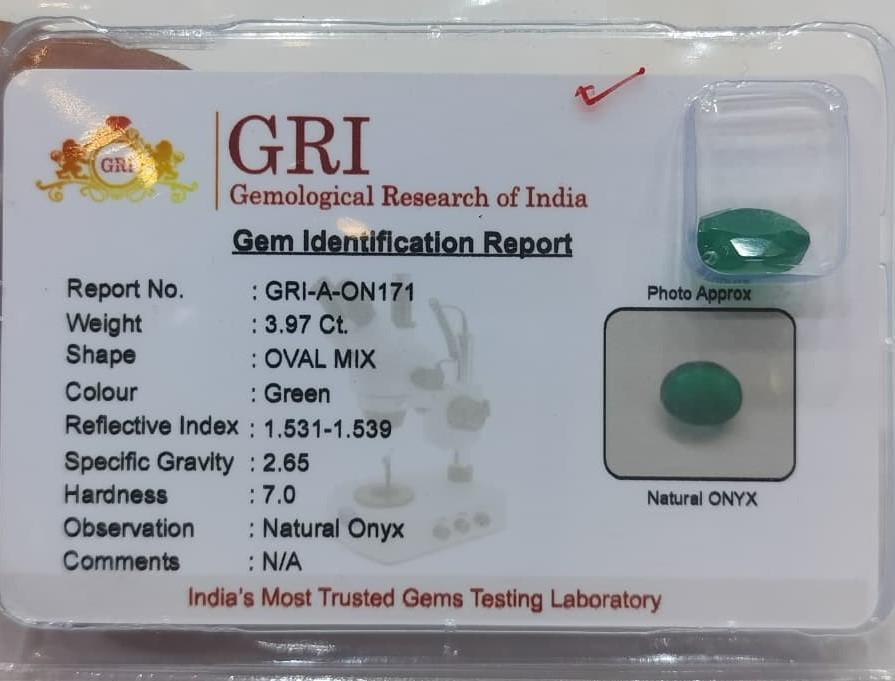 GRI
GRI
Gemological Research of India
Gem Identification Report
Report No. : GRI-A-ON171
Weight : 3.97 Ct.
Shape : OVAL MIX
Colour : Green
Reflective Index : 1.531-1.539
Specific Gravity : 2.65
Hardness : 7.0
Observation : Natural Onyx
Comments : N/A
Photo Approx
Natural ONYX
India's Most Trusted Gems Testing Laboratory